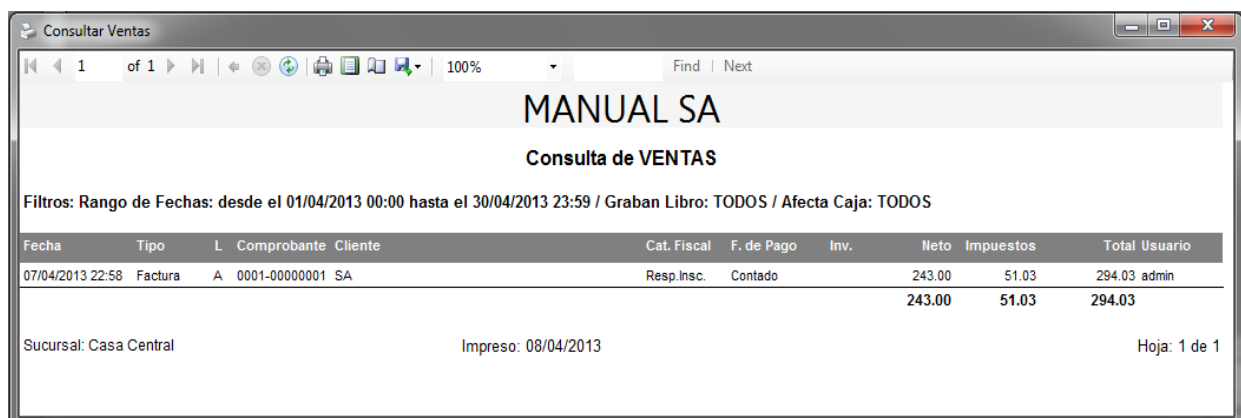 Consultar Ventas
1 of 1 100% Find | Next
MANUAL SA
Consulta de VENTAS
Filtros: Rango de Fechas: desde el 01/04/2013 00:00 hasta el 30/04/2013 23:59 / Graban Libro: TODOS / Afecta Caja: TODOS
Fecha Tipo L Comprobante Cliente Cat. Fiscal F. de Pago Inv. Neto Impuestos Total Usuario
07/04/2013 22:58 Factura A 0001-00000001 SA Resp.Insc. Contado 243.00 51.03 294.03 admin
243.00 51.03 294.03
Sucursal: Casa Central Impreso: 08/04/2013 Hoja: 1 de 1